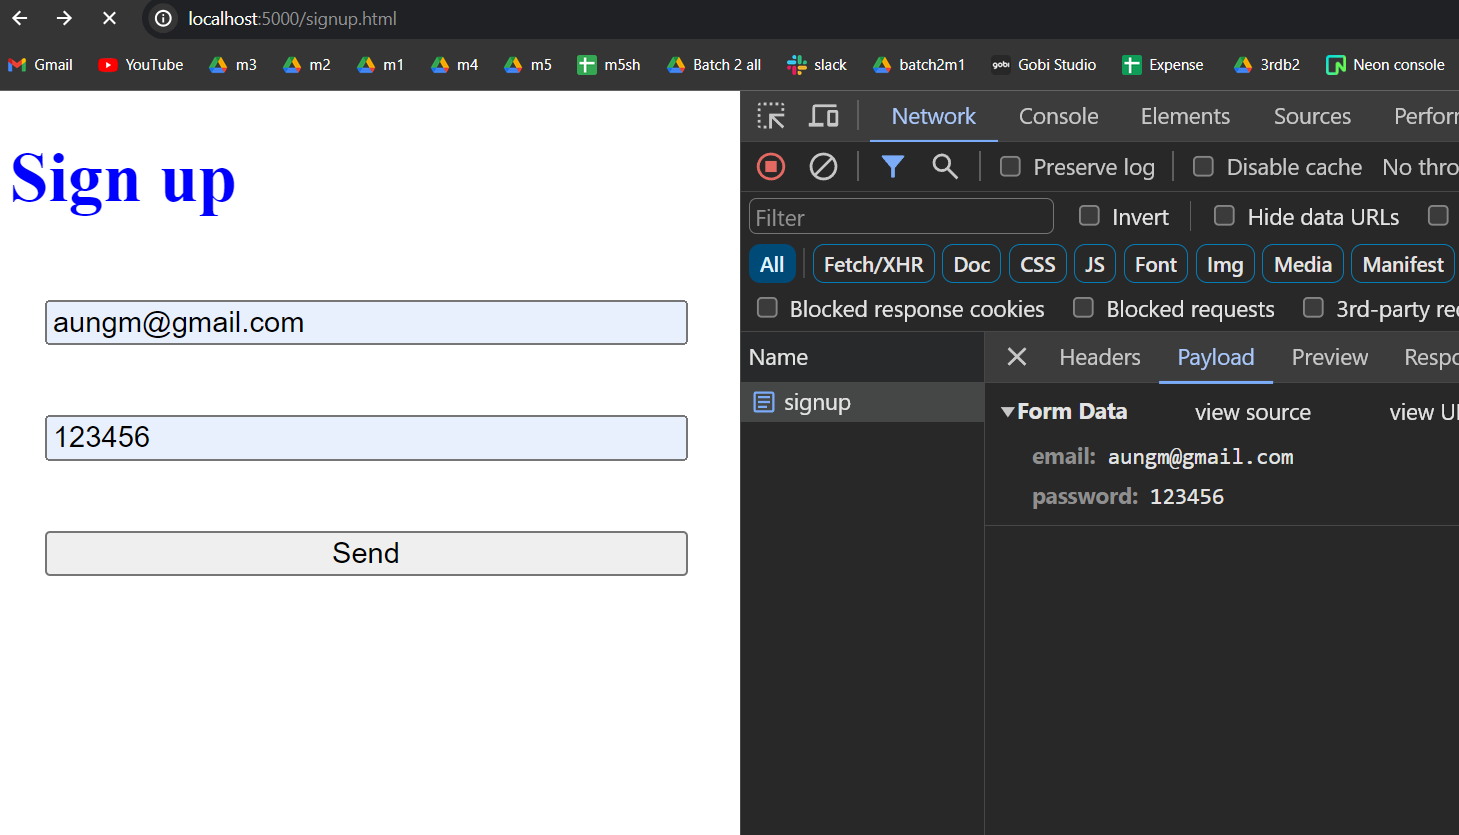 localhost:5000/signup.html
Gmail YouTube m3 m2 m1 m4 m5 m5sh Batch 2 all slack batch2m1 gobi Gobi Studio Expense 3rdb2 Neon console
Sign up
aungm@gmail.com
123456
Send
Network Console Elements Sources Perfor
Preserve log Disable cache No thro
Filter Invert Hide data URLs
All Fetch/XHR Doc CSS JS Font Img Media Manifest
Blocked response cookies Blocked requests 3rd-party re
Name
signup
Headers Payload Preview Respo
Form Data view source view U
email: aungm@gmail.com
password: 123456